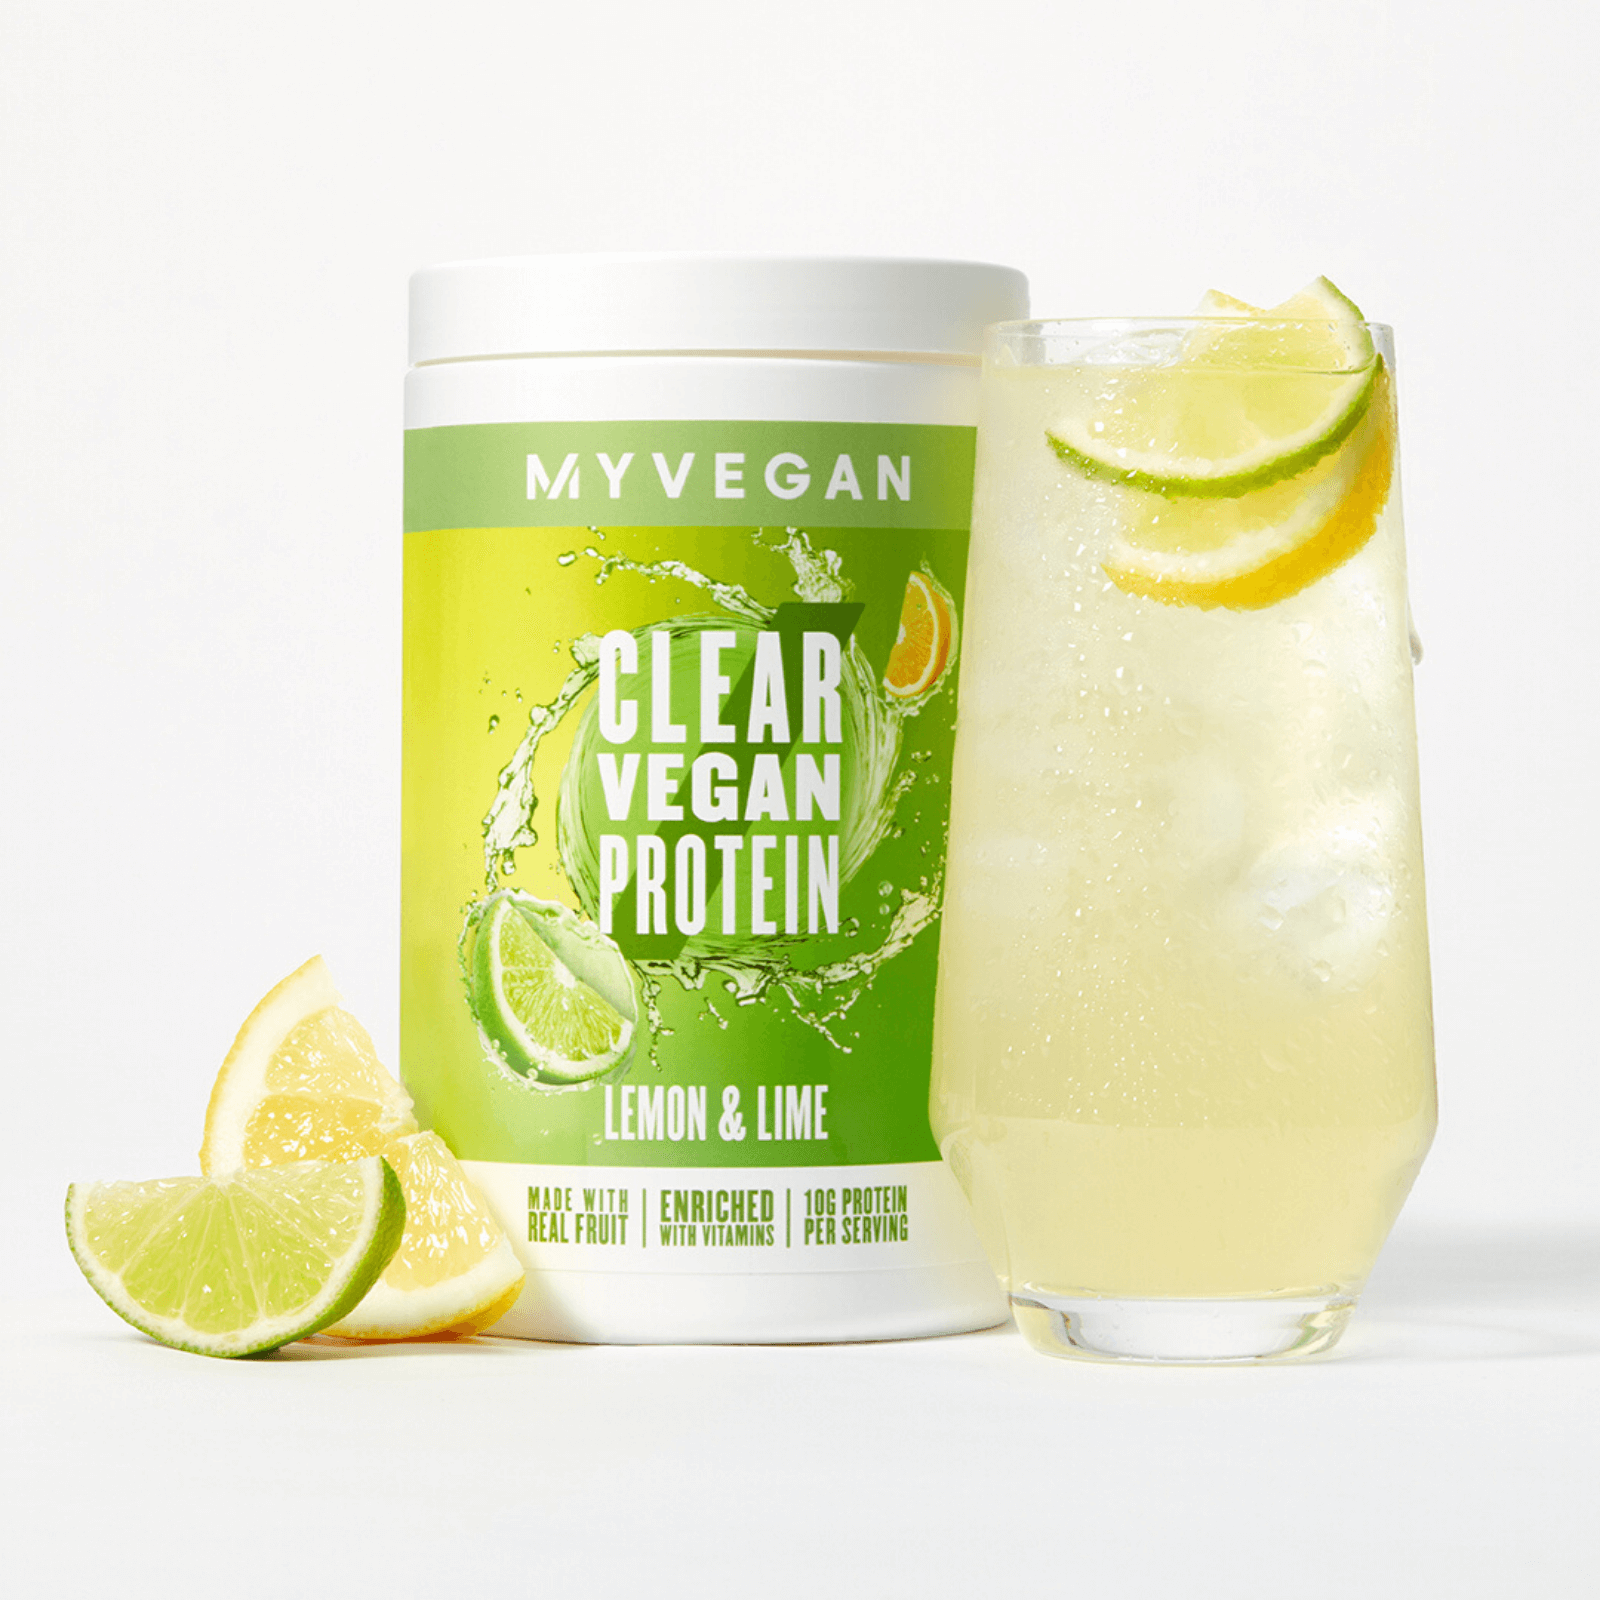 MYVEGAN
CLEAR
VEGAN
PROTEIN
LEMON & LIME
MADE WITH
REAL FRUIT
ENRICHED
WITH VITAMINS
10G PROTEIN
PER SERVING